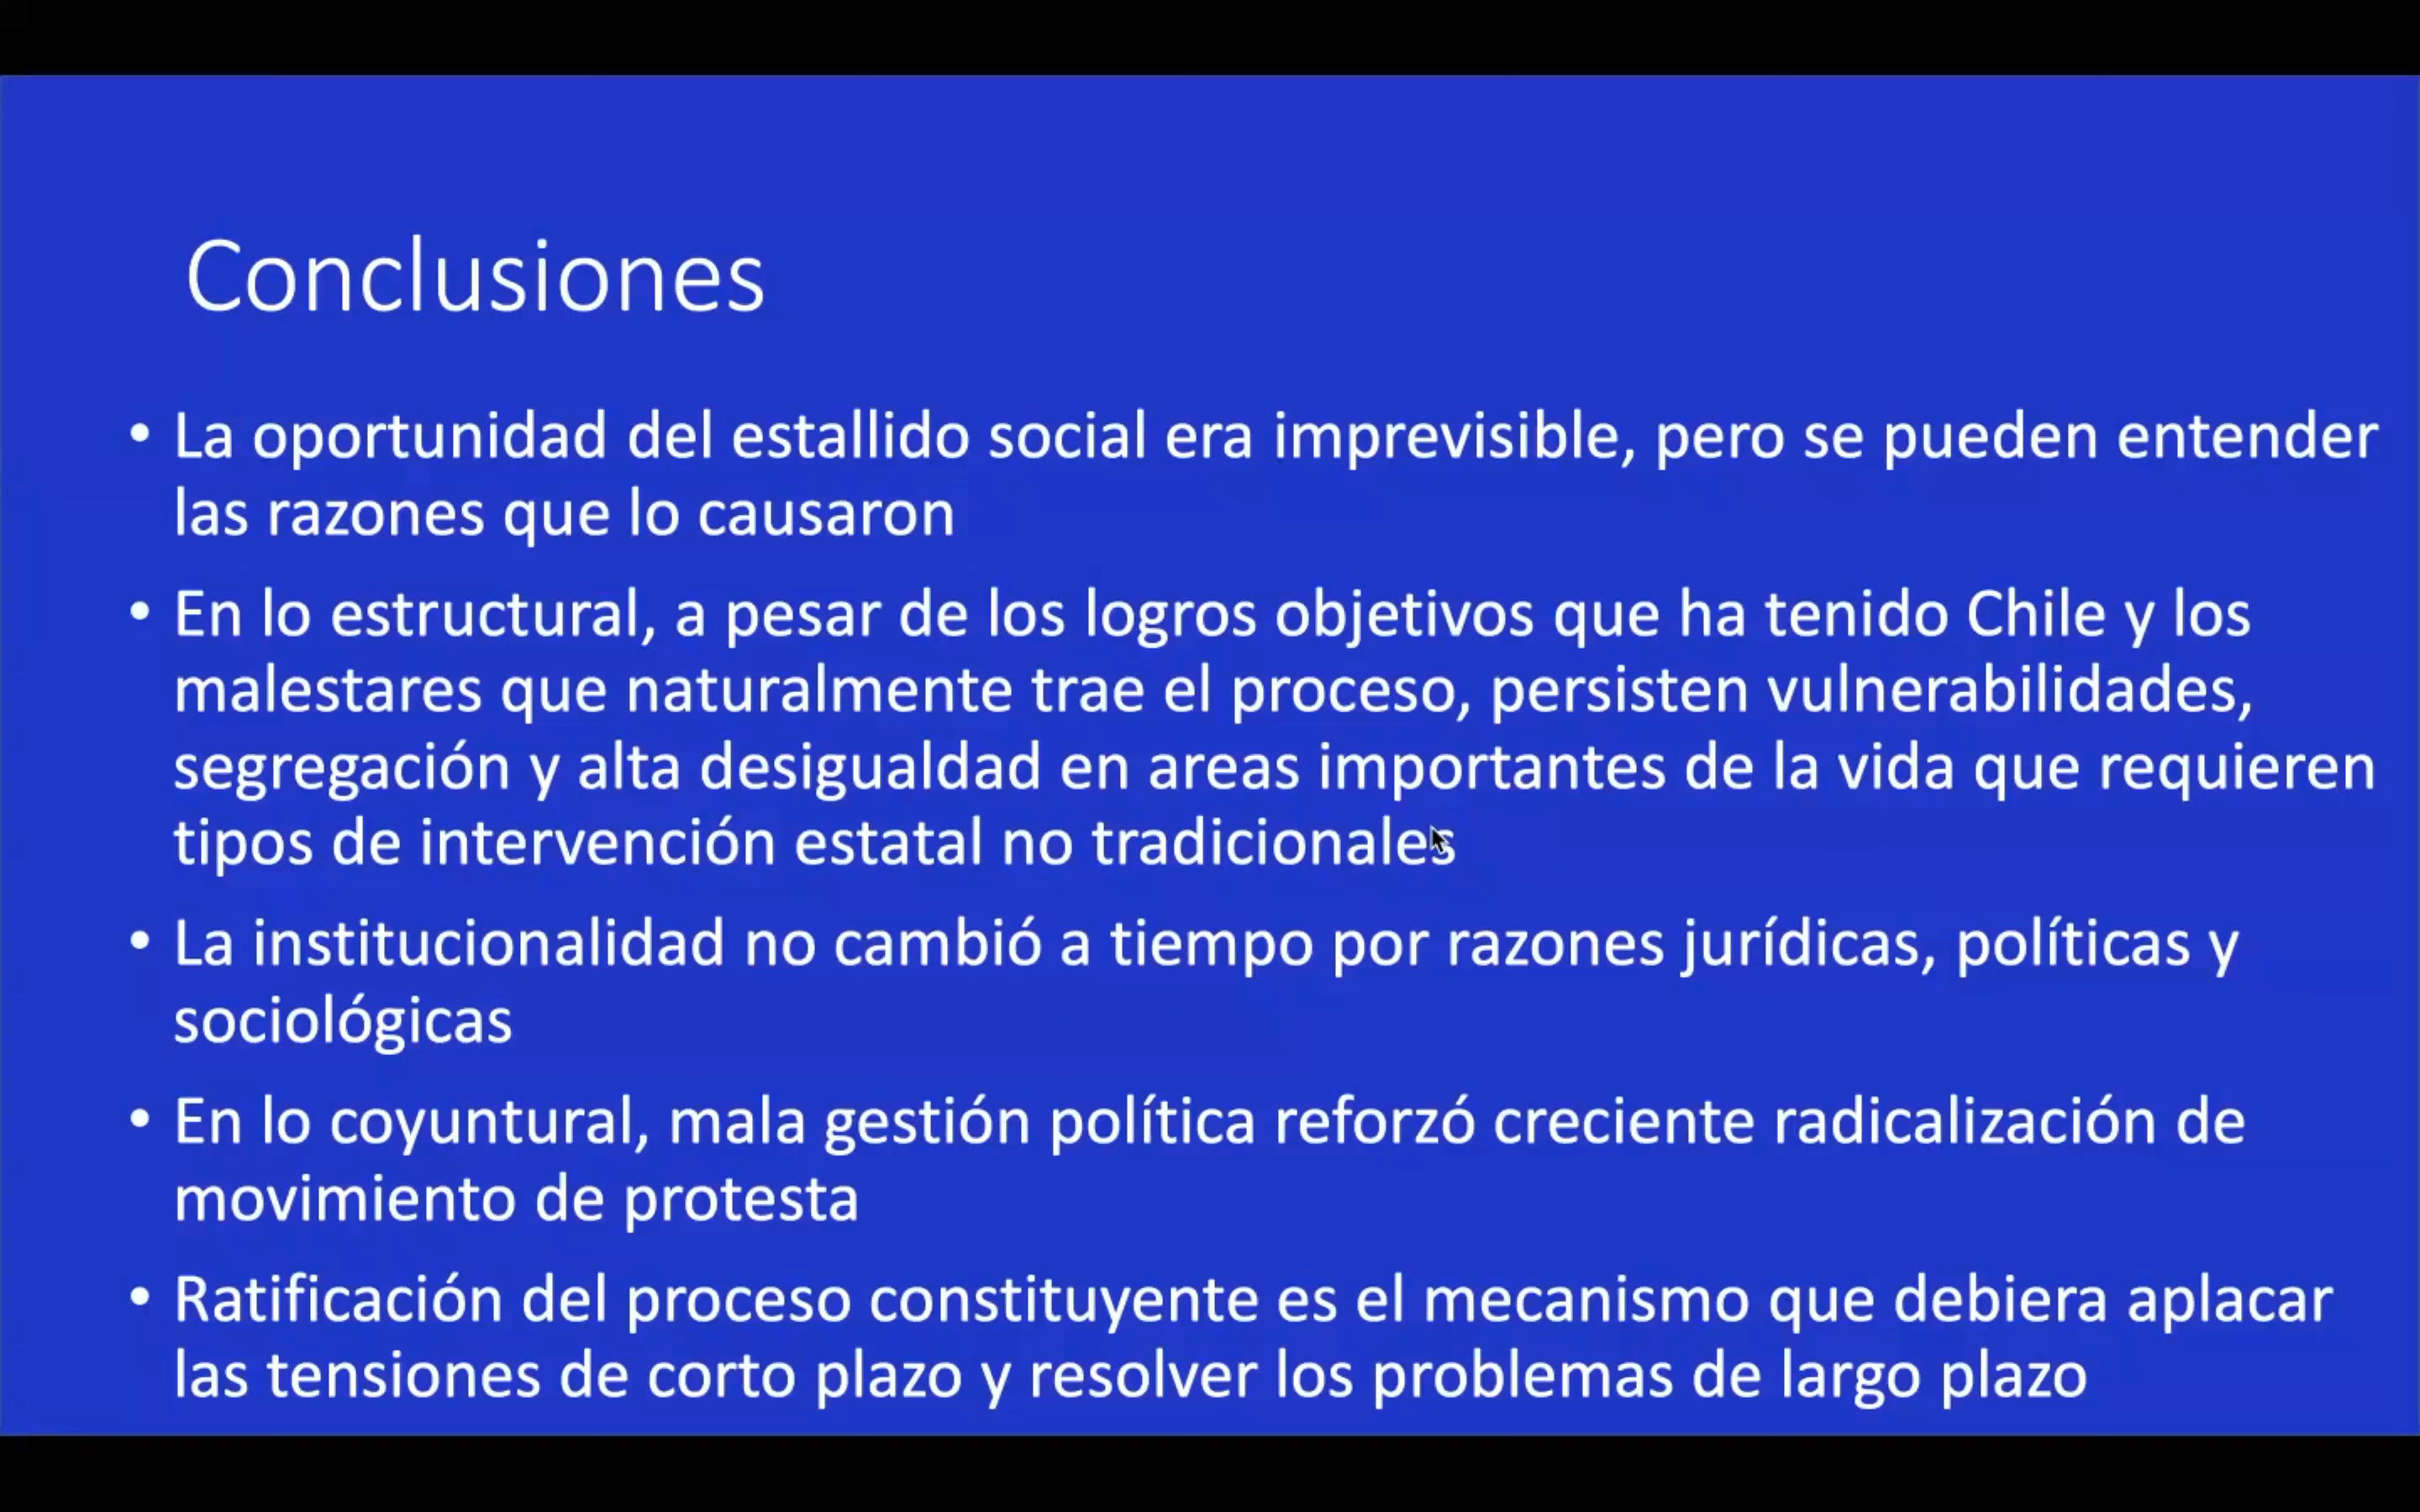 Conclusiones
• La oportunidad del estallido social era imprevisible, pero se pueden entender
las razones que lo causaron
• En lo estructural, a pesar de los logros objetivos que ha tenido Chile y los
malestares que naturalmente trae el proceso, persisten vulnerabilidades,
segregación y alta desigualdad en areas importantes de la vida que requieren
tipos de intervención estatal no tradicionales
• La institucionalidad no cambió a tiempo por razones jurídicas, políticas y
sociológicas
• En lo coyuntural, mala gestión política reforzó creciente radicalización de
movimiento de protesta
• Ratificación del proceso constituyente es el mecanismo que debiera aplacar
las tensiones de corto plazo y resolver los problemas de largo plazo